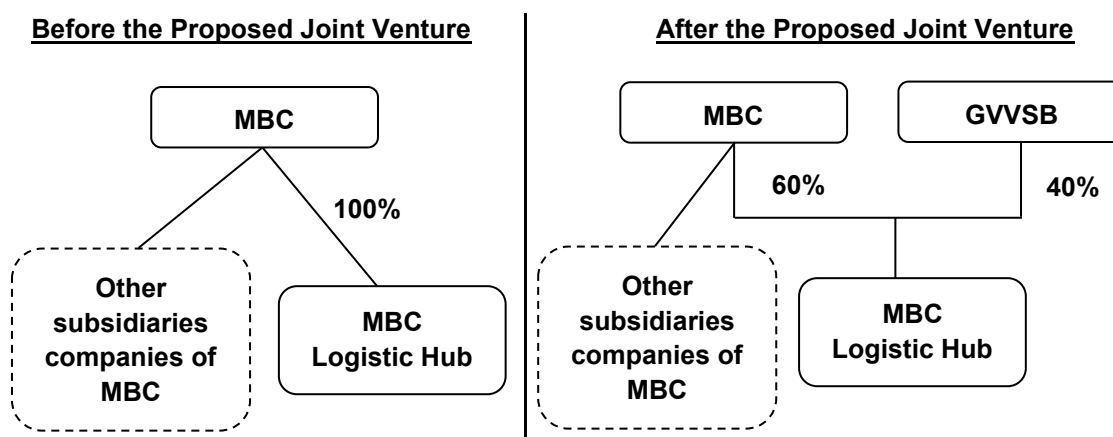 Before the Proposed Joint Venture
MBC
100%
Other
subsidiaries
companies of
MBC
MBC
Logistic Hub
After the Proposed Joint Venture
MBC
GVVSB
60%
40%
Other
subsidiaries
companies of
MBC
MBC
Logistic Hub